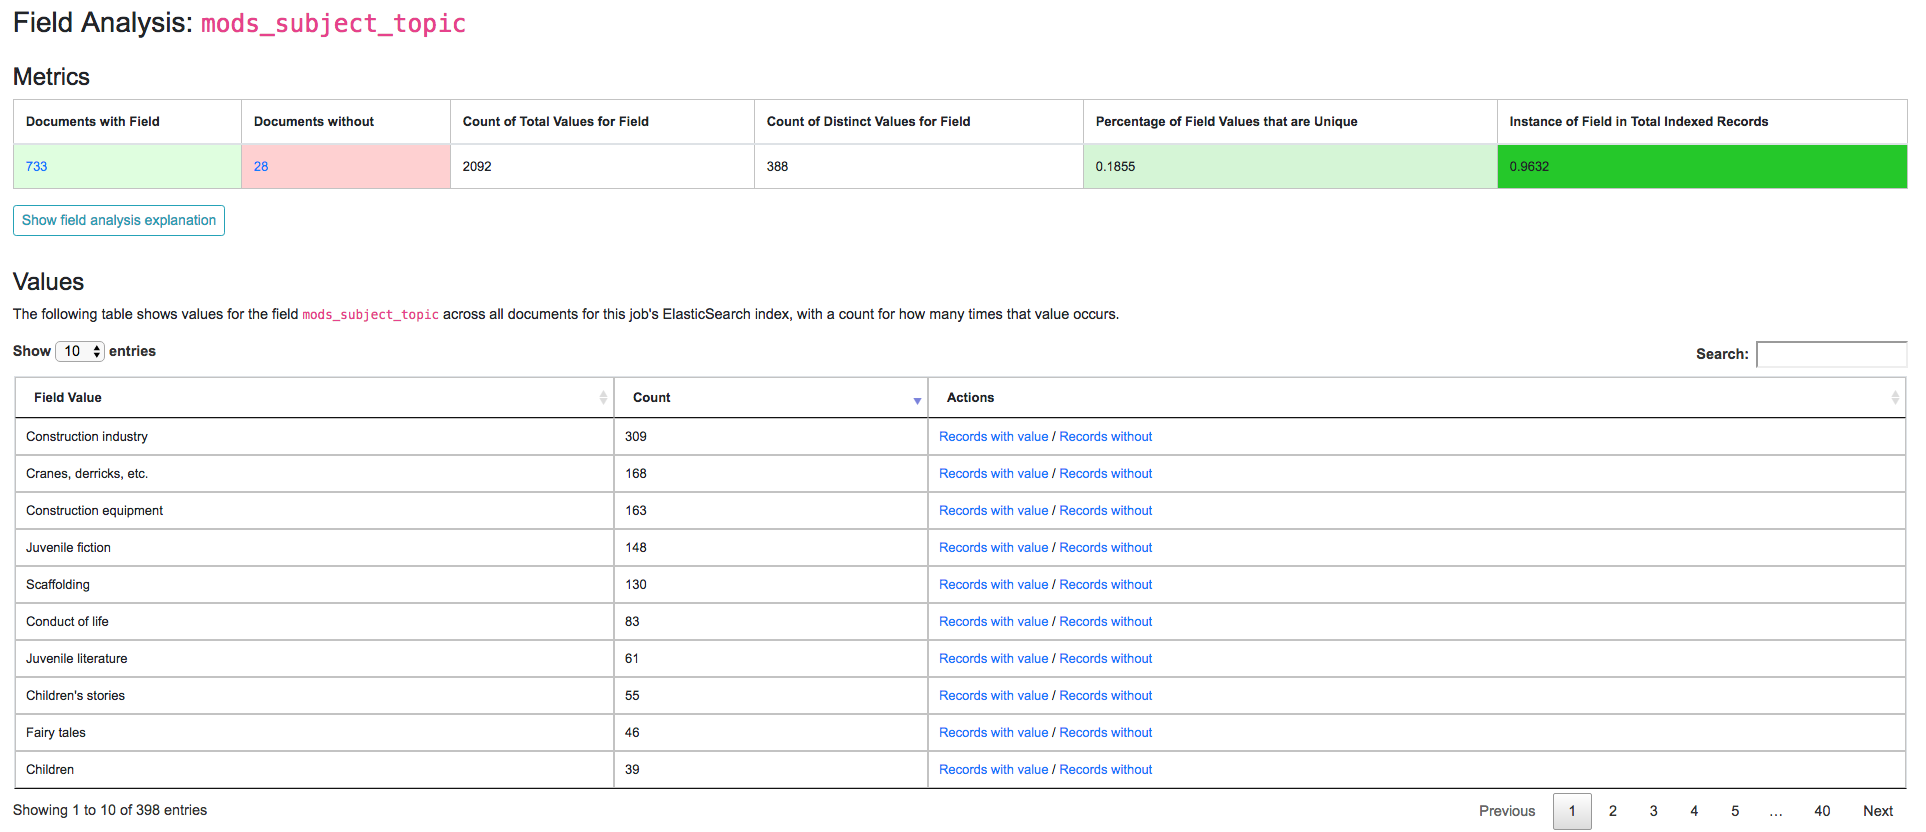 Field Analysis: mods_subject_topic
Metrics
Documents with Field Documents without Count of Total Values for Field Count of Distinct Values for Field Percentage of Field Values that are Unique Instance of Field in Total Indexed Records
733 28 2092 388 0.1855 0.9632
Show field analysis explanation
Values
The following table shows values for the field mods_subject_topic across all documents for this job's ElasticSearch index, with a count for how many times that value occurs.
Show 10 entries Search:
Field Value Count Actions
Construction industry 309 Records with value / Records without
Cranes, derricks, etc. 168 Records with value / Records without
Construction equipment 163 Records with value / Records without
Juvenile fiction 148 Records with value / Records without
Scaffolding 130 Records with value / Records without
Conduct of life 83 Records with value / Records without
Juvenile literature 61 Records with value / Records without
Children's stories 55 Records with value / Records without
Fairy tales 46 Records with value / Records without
Children 39 Records with value / Records without
Showing 1 to 10 of 398 entries Previous 1 2 3 4 5 … 40 Next